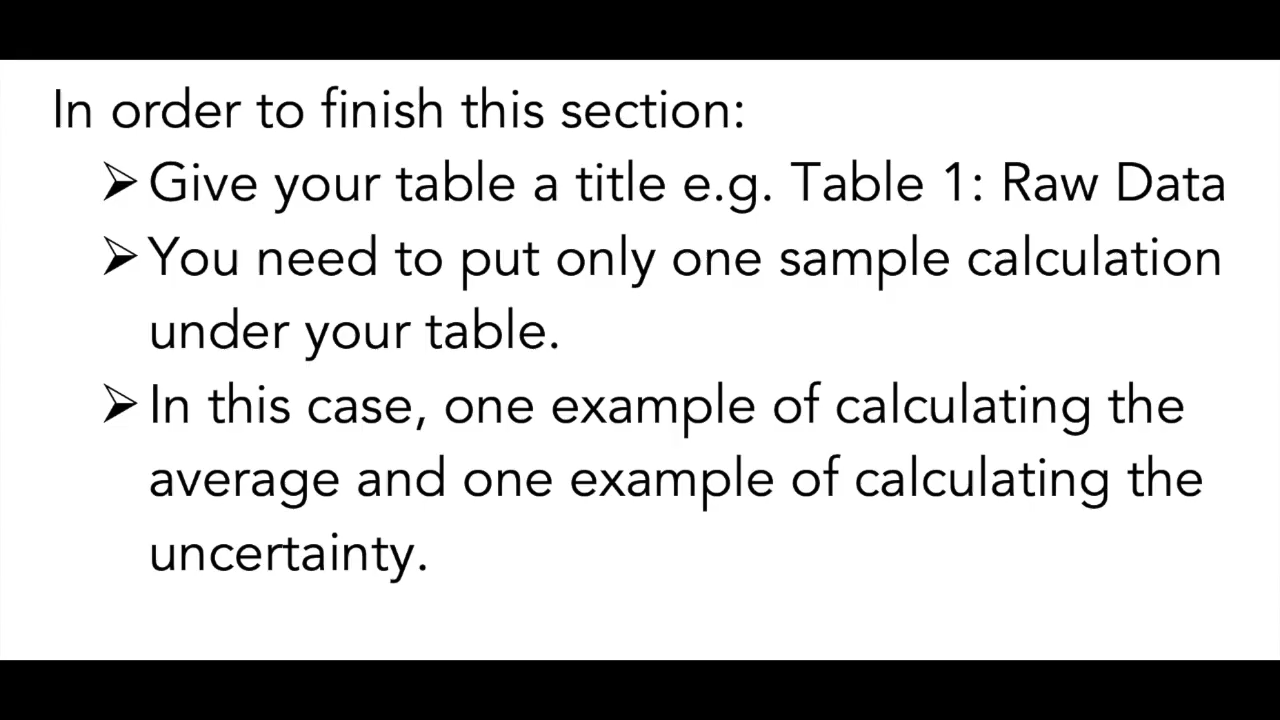 In order to finish this section:
➢Give your table a title e.g. Table 1: Raw Data
➢You need to put only one sample calculation
under your table.
➢In this case, one example of calculating the
average and one example of calculating the
uncertainty.